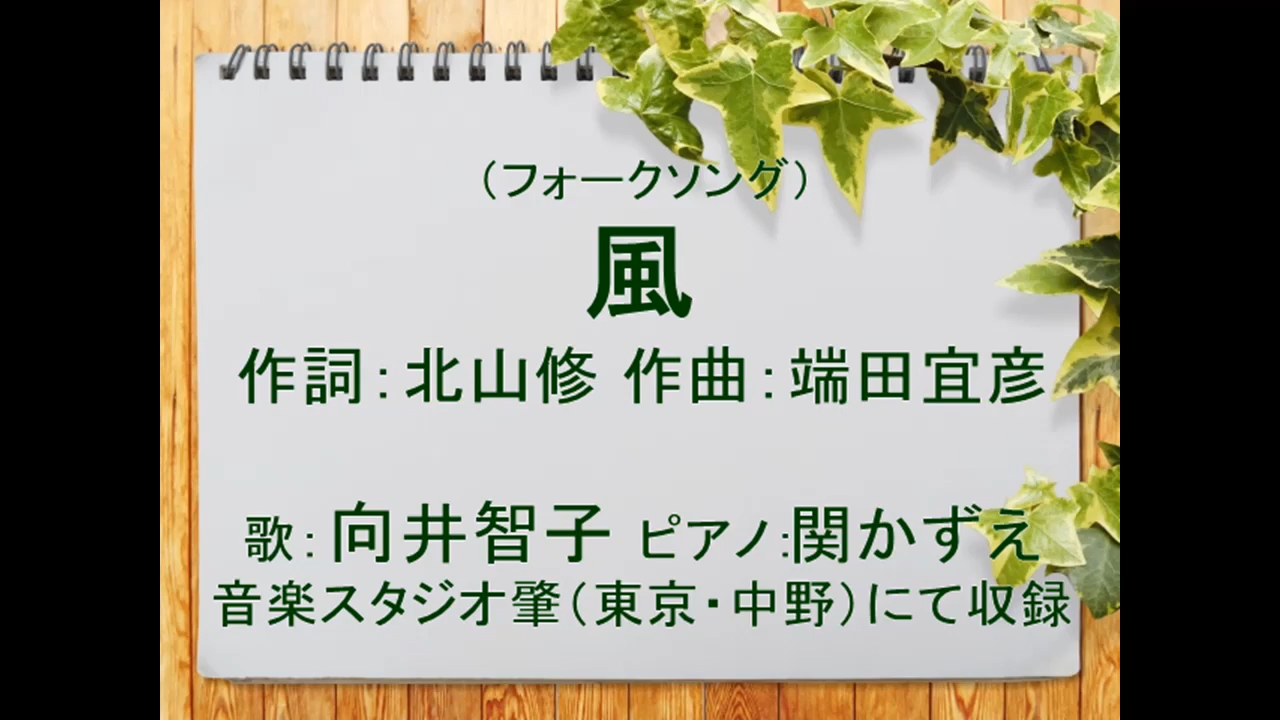 （フォークソング）
風
作詞：北山修 作曲：端田宜彦
歌：向井智子 ピアノ：関かずえ
音楽スタジオ肇（東京・中野）にて収録